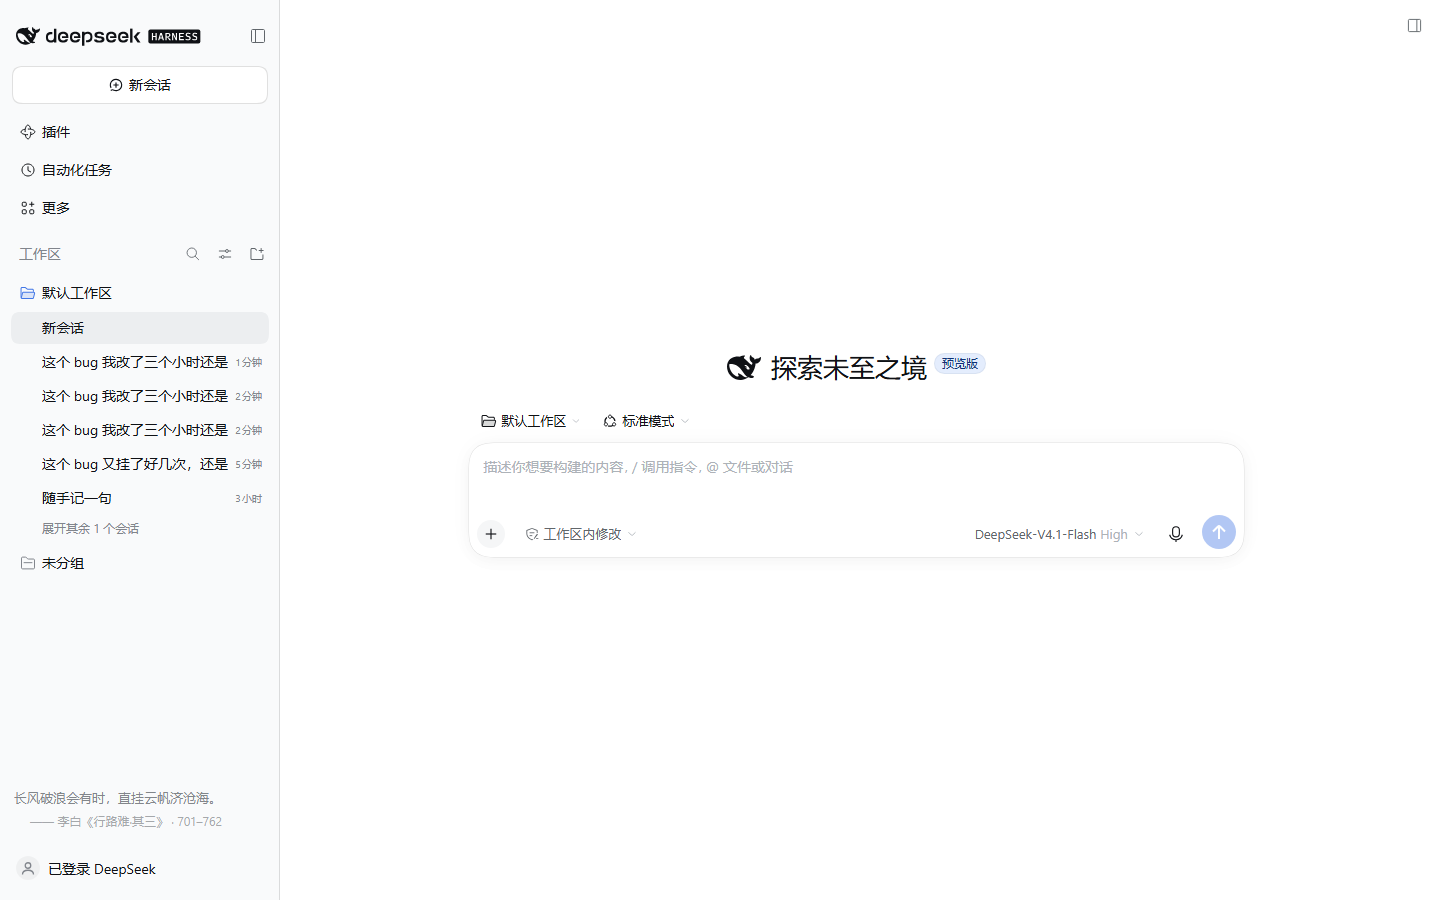 deepseek HARNESS
新会话
插件
自动化任务
更多
工作区
默认工作区
新会话
这个 bug 我改了三个小时还是 1分钟
这个 bug 我改了三个小时还是 2分钟
这个 bug 我改了三个小时还是 2分钟
这个 bug 又挂了好几次，还是 5分钟
随手记一句 3小时
展开其余 1 个会话
未分组
长风破浪会有时，直挂云帆济沧海。
—— 李白《行路难·其三》 · 701–762
已登录 DeepSeek
探索未至之境 预览版
默认工作区 标准模式
描述你想要构建的内容, / 调用指令, @ 文件或对话
工作区内修改 DeepSeek-V4.1-Flash High